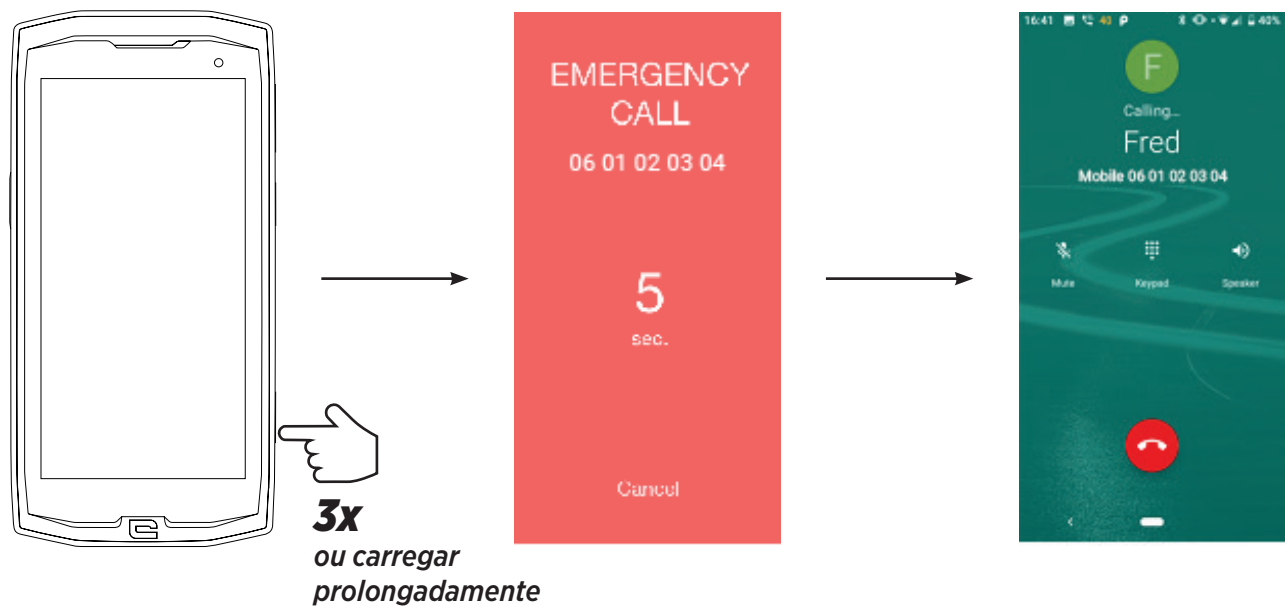 3x
ou carregar
prolongadamente
EMERGENCY
CALL
06 01 02 03 04
5
sec.
Cancel
16:41 40 40%
F
Calling...
Fred
Mobile 06 01 02 03 04
Mute Keypad Speaker